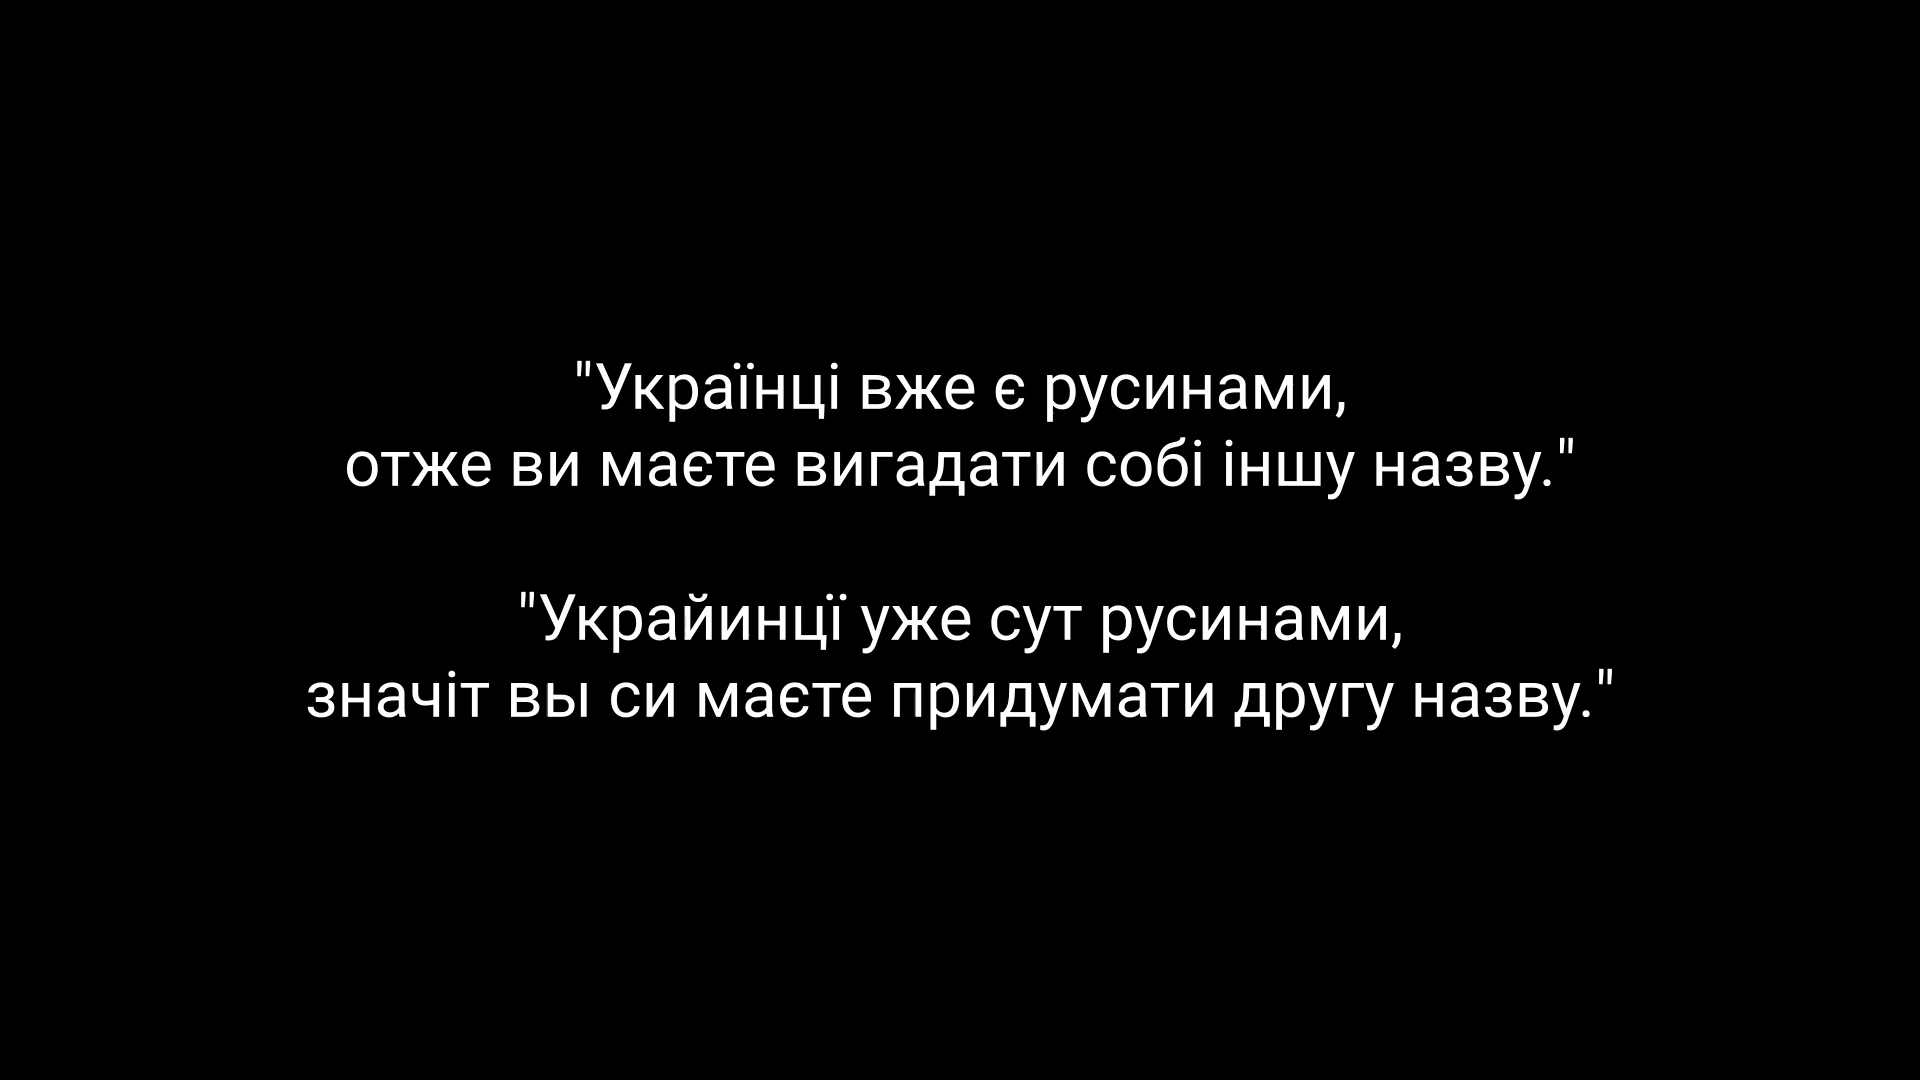 "Українці вже є русинами,
отже ви маєте вигадати собі іншу назву."
"Украйинцї уже сут русинами,
значіт вы си маєте придумати другу назву."